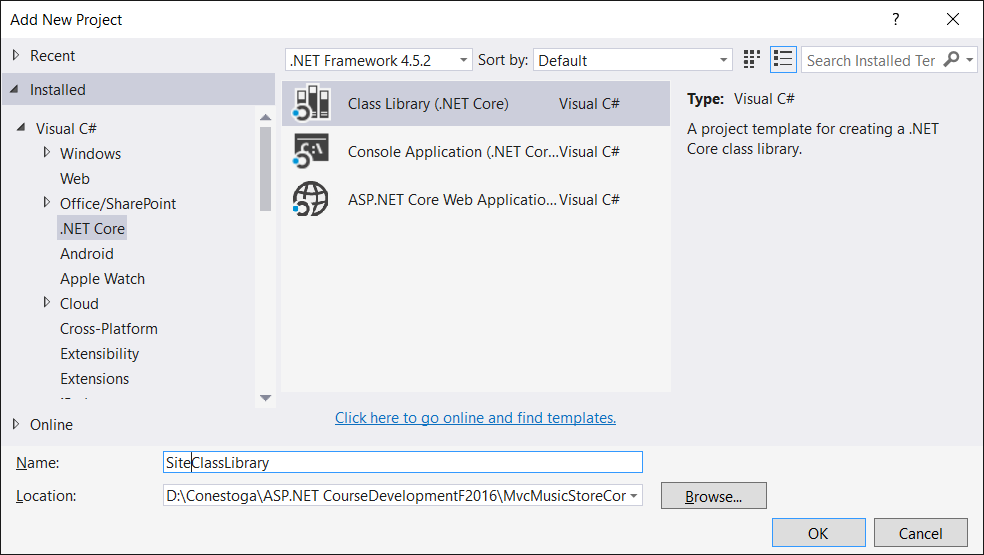 Add New Project
?
Recent
Installed
Visual C#
Windows
Web
Office/SharePoint
.NET Core
Android
Apple Watch
Cloud
Cross-Platform
Extensibility
Extensions
Online
.NET Framework 4.5.2
Sort by: Default
Search Installed Ter
Class Library (.NET Core) Visual C#
Console Application (.NET Cor... Visual C#
ASP.NET Core Web Applicatio... Visual C#
Click here to go online and find templates.
Type: Visual C#
A project template for creating a .NET
Core class library.
Name: SiteClassLibrary
Location: D:\Conestoga\ASP.NET CourseDevelopmentF2016\MvcMusicStoreCor
Browse...
OK
Cancel